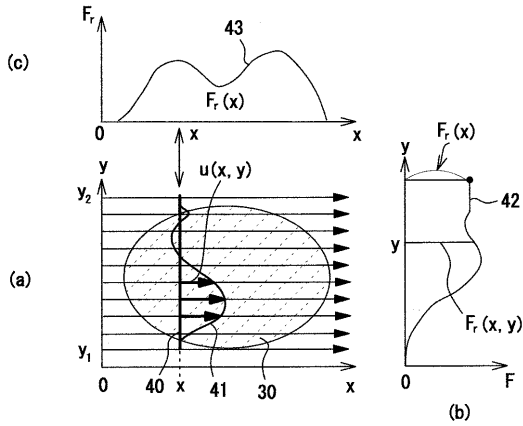 Fr
43
(c)
Fr(x)
0
x
x
y
u(x, y)
y2
(a)
y1
0
40
x
41
30
x
Fr(x)
y
42
y
Fr(x, y)
0
F
(b)